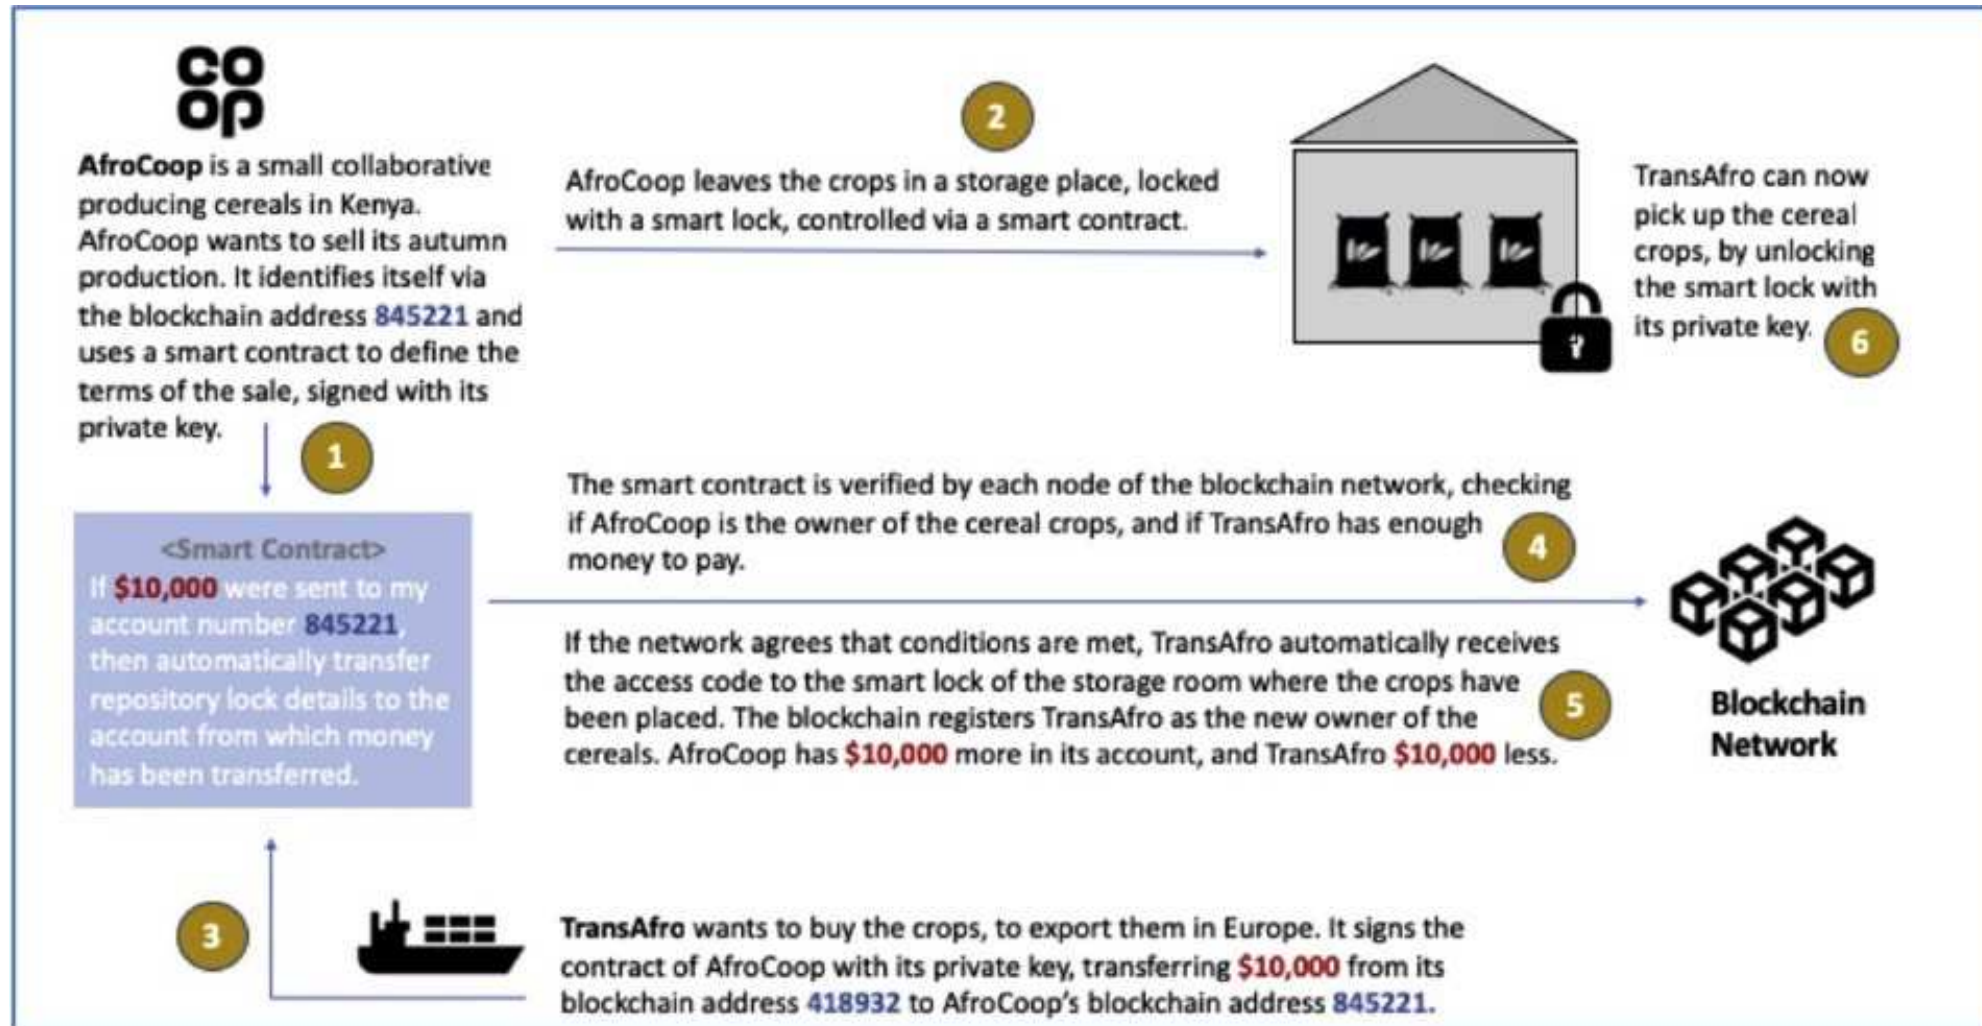 co
op
AfroCoop is a small collaborative
producing cereals in Kenya.
AfroCoop wants to sell its autumn
production. It identifies itself via
the blockchain address 845221 and
uses a smart contract to define the
terms of the sale, signed with its
private key.
1
2
AfroCoop leaves the crops in a storage place, locked
with a smart lock, controlled via a smart contract.
TransAfro can now
pick up the cereal
crops, by unlocking
the smart lock with
its private key.
6
<Smart Contract>
If $10,000 were sent to my
account number 845221,
then automatically transfer
repository lock details to the
account from which money
has been transferred.
The smart contract is verified by each node of the blockchain network, checking
if AfroCoop is the owner of the cereal crops, and if TransAfro has enough
money to pay.
4
If the network agrees that conditions are met, TransAfro automatically receives
the access code to the smart lock of the storage room where the crops have
been placed. The blockchain registers TransAfro as the new owner of the
cereals. AfroCoop has $10,000 more in its account, and TransAfro $10,000 less.
5
Blockchain
Network
3
TransAfro wants to buy the crops, to export them in Europe. It signs the
contract of AfroCoop with its private key, transferring $10,000 from its
blockchain address 418932 to AfroCoop's blockchain address 845221.